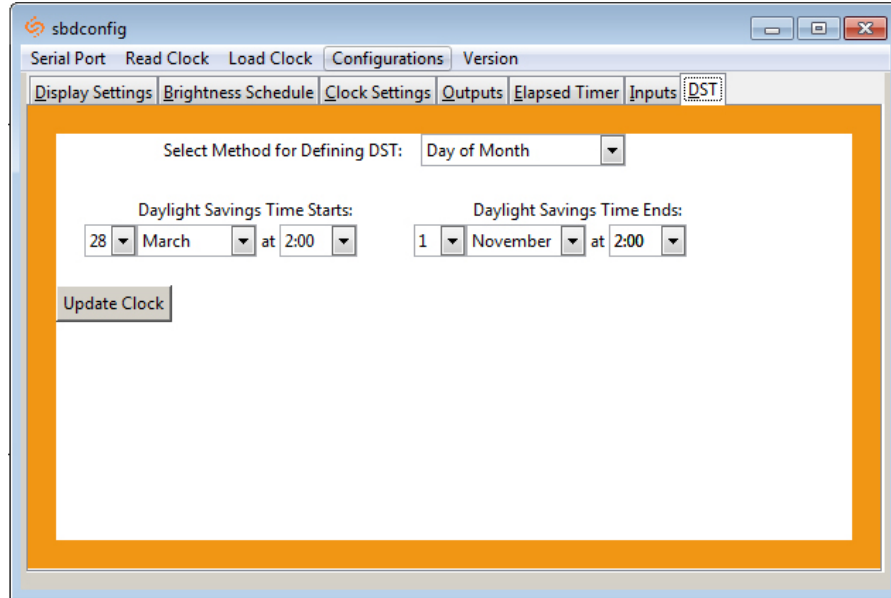 sbdconfig
Serial Port Read Clock Load Clock Configurations Version
Display Settings Brightness Schedule Clock Settings Outputs Elapsed Timer Inputs DST
Select Method for Defining DST: Day of Month
Daylight Savings Time Starts: Daylight Savings Time Ends:
28 March at 2:00 1 November at 2:00
Update Clock